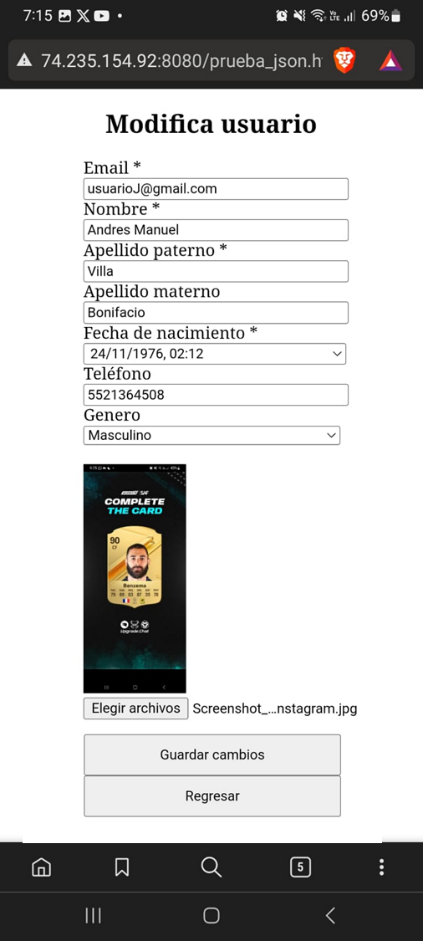 7:15
69%
74.235.154.92:8080/prueba_json.h
Modifica usuario
Email *
usuarioJ@gmail.com
Nombre *
Andres Manuel
Apellido paterno *
Villa
Apellido materno
Bonifacio
Fecha de nacimiento *
24/11/1976, 02:12
Teléfono
5521364508
Genero
Masculino
COMPLETE
THE CARD
90
Benzema
Upgrade.Chat
Elegir archivos Screenshot_...nstagram.jpg
Guardar cambios
Regresar
5